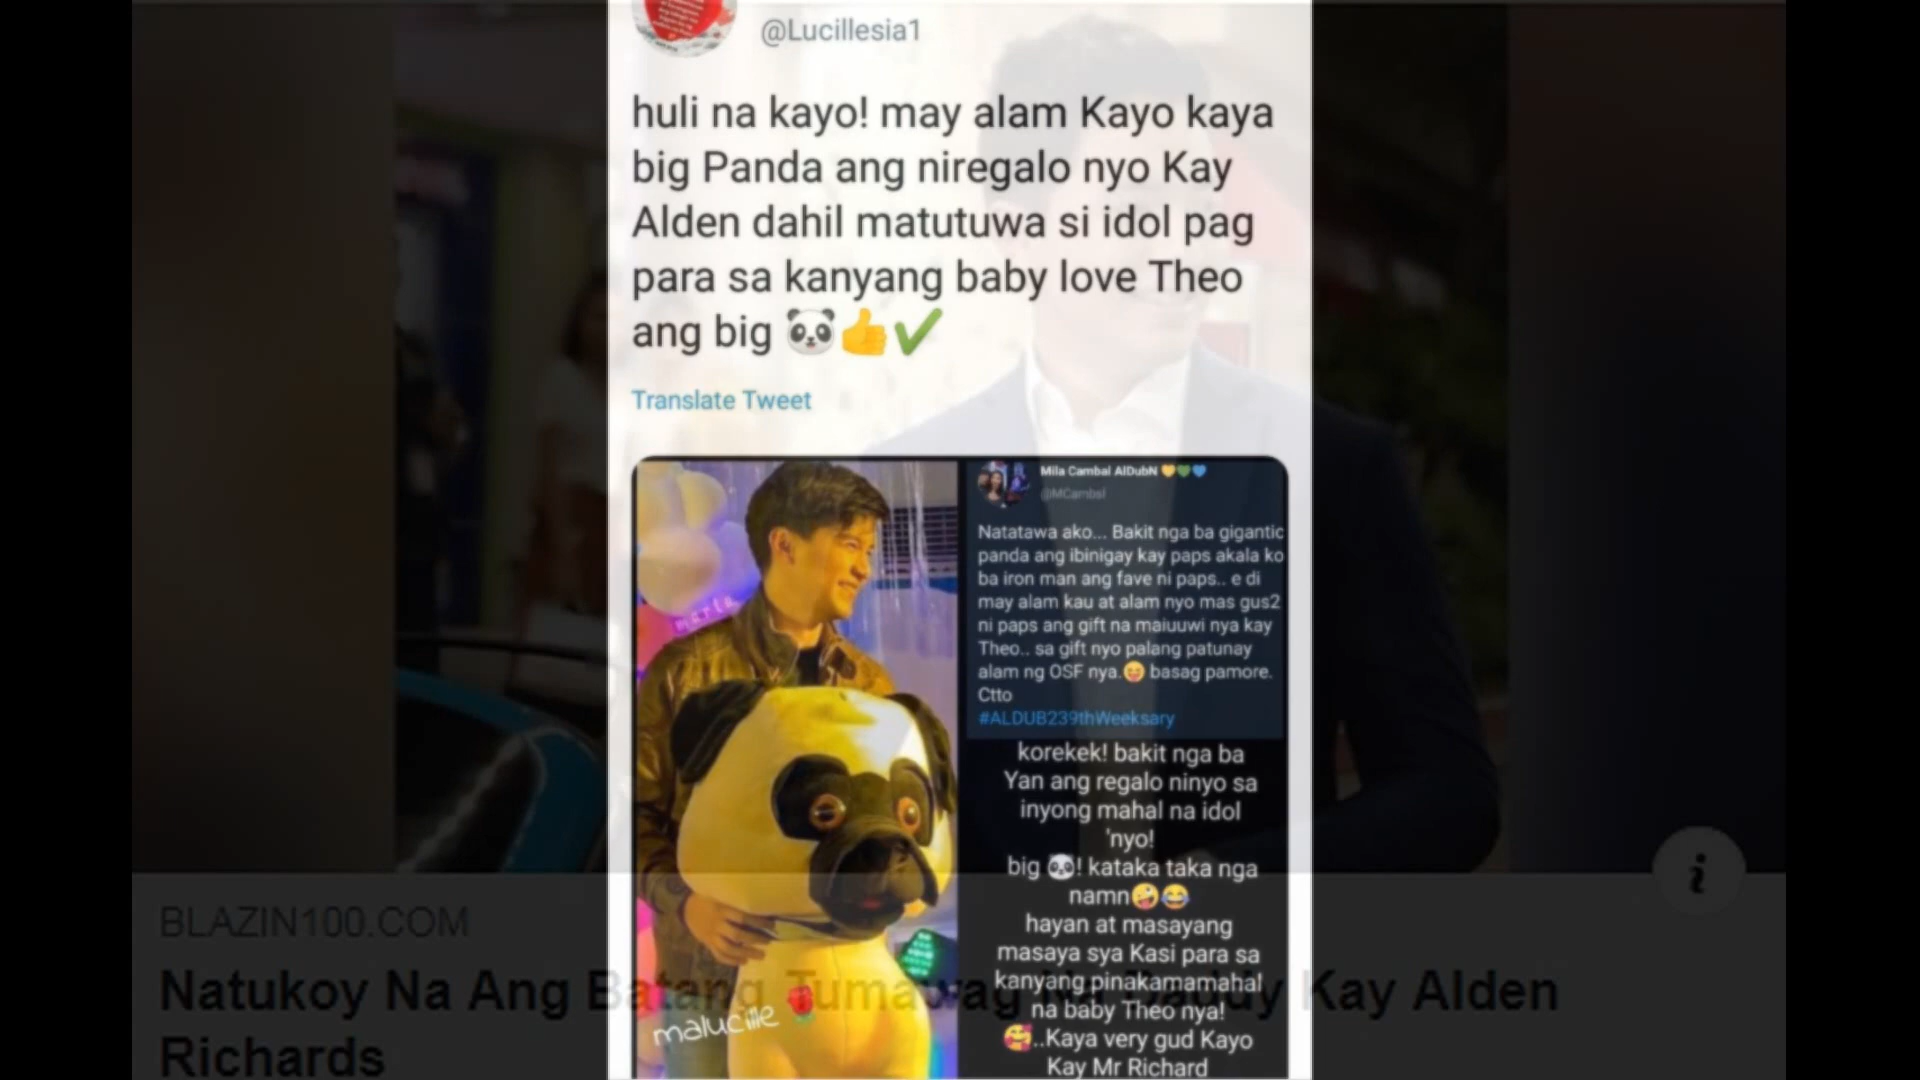 @Lucillesia1
huli na kayo! may alam Kayo kaya
big Panda ang niregalo nyo Kay
Alden dahil matutuwa si idol pag
para sa kanyang baby love Theo
ang big 🐼👍✔
Translate Tweet
Mila Cambal AlDubN 💛💚💙
@MCambsl
Natatawa ako... Bakit nga ba gigantic
panda ang ibinigay kay paps akala ko
ba iron man ang fave ni paps.. e di
may alam kau at alam nyo mas gus2
ni paps ang gift na maiuuwi nya kay
Theo.. sa gift nyo palang patunay
alam ng OSF nya.😝 basag pamore.
Ctto
#ALDUB239thWeeksary
korekek! bakit nga ba
Yan ang regalo ninyo sa
inyong mahal na idol
'nyo!
big 🐼! kataka taka nga
namn🤪😂
hayan at masayang
masaya sya Kasi para sa
kanyang pinakamamahal
na baby Theo nya!
🥰..Kaya very gud Kayo
Kay Mr Richard
malucille 🌹
BLAZIN100.COM
Natukoy Na Ang Batang Tumawag Na Daddy Kay Alden
Richards